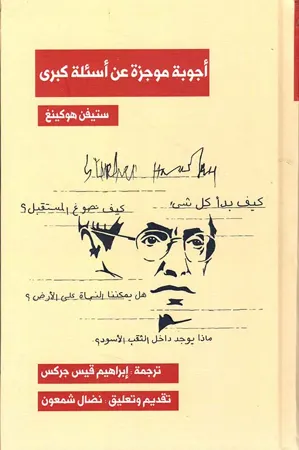 أجوبة موجزة عن أسئلة كبرى
ستيفن هوكينغ
Stephen Hawking
كيف بدأ كل شيء
كيف نصوغ المستقبل؟
هل يمكننا النجاة على الأرض؟
ماذا يوجد داخل الثقب الأسود؟
ترجمة: إبراهيم قيس جركس
تقديم وتعليق: نضال شمعون